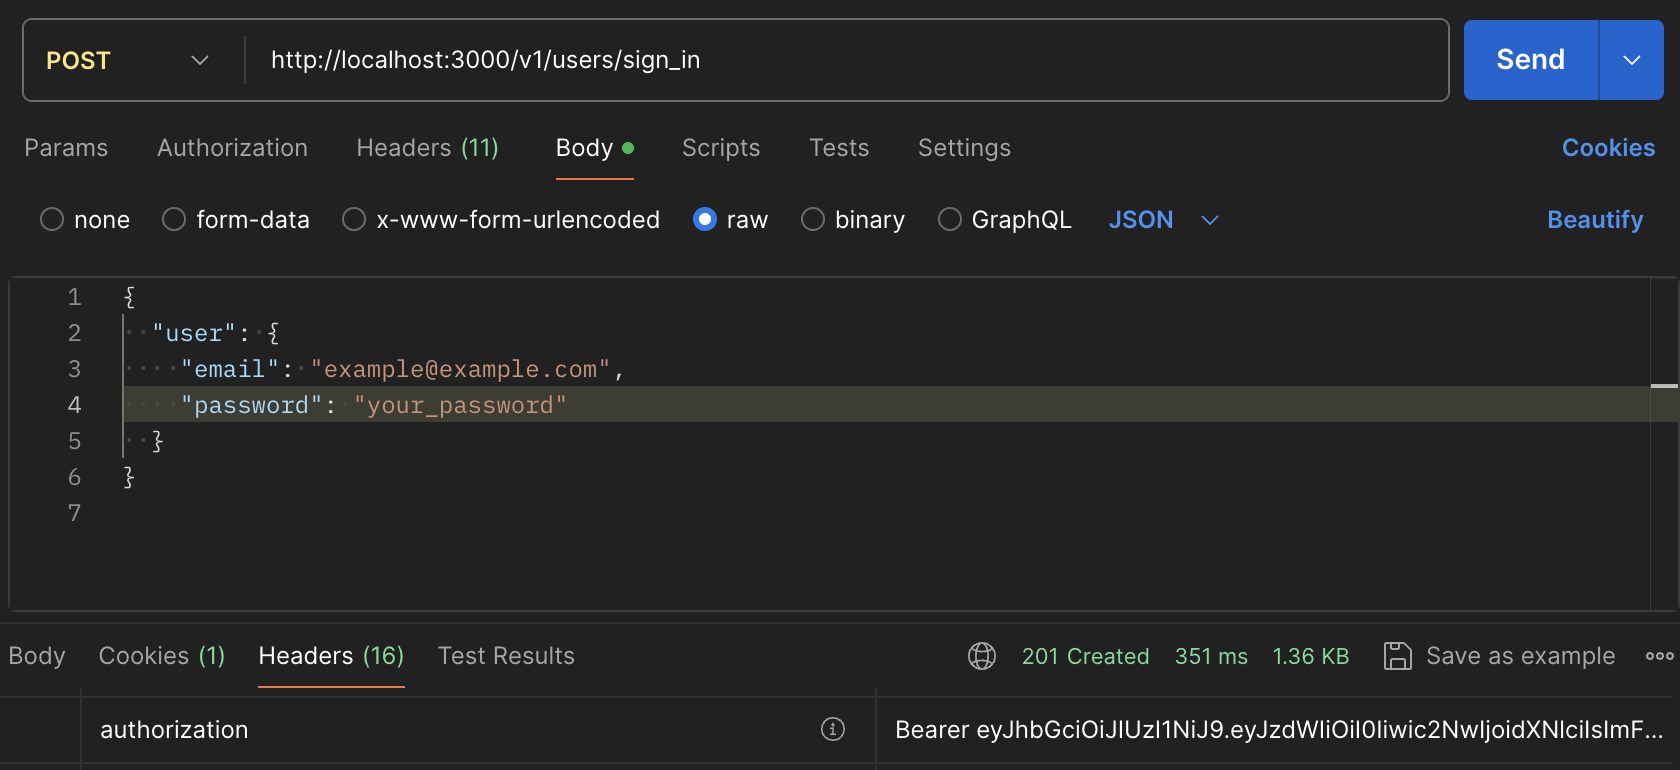 POST http://localhost:3000/v1/users/sign_in Send
Params Authorization Headers (11) Body Scripts Tests Settings Cookies
none form-data x-www-form-urlencoded raw binary GraphQL JSON Beautify
1 {
2 "user": {
3 "email": "example@example.com",
4 "password": "your_password"
5 }
6 }
7
Body Cookies (1) Headers (16) Test Results 201 Created 351 ms 1.36 KB Save as example
authorization Bearer eyJhbGciOiJIUzI1NiJ9.eyJzdWIiOiI0Iiwic2NwIjoidXNlciIsImF...